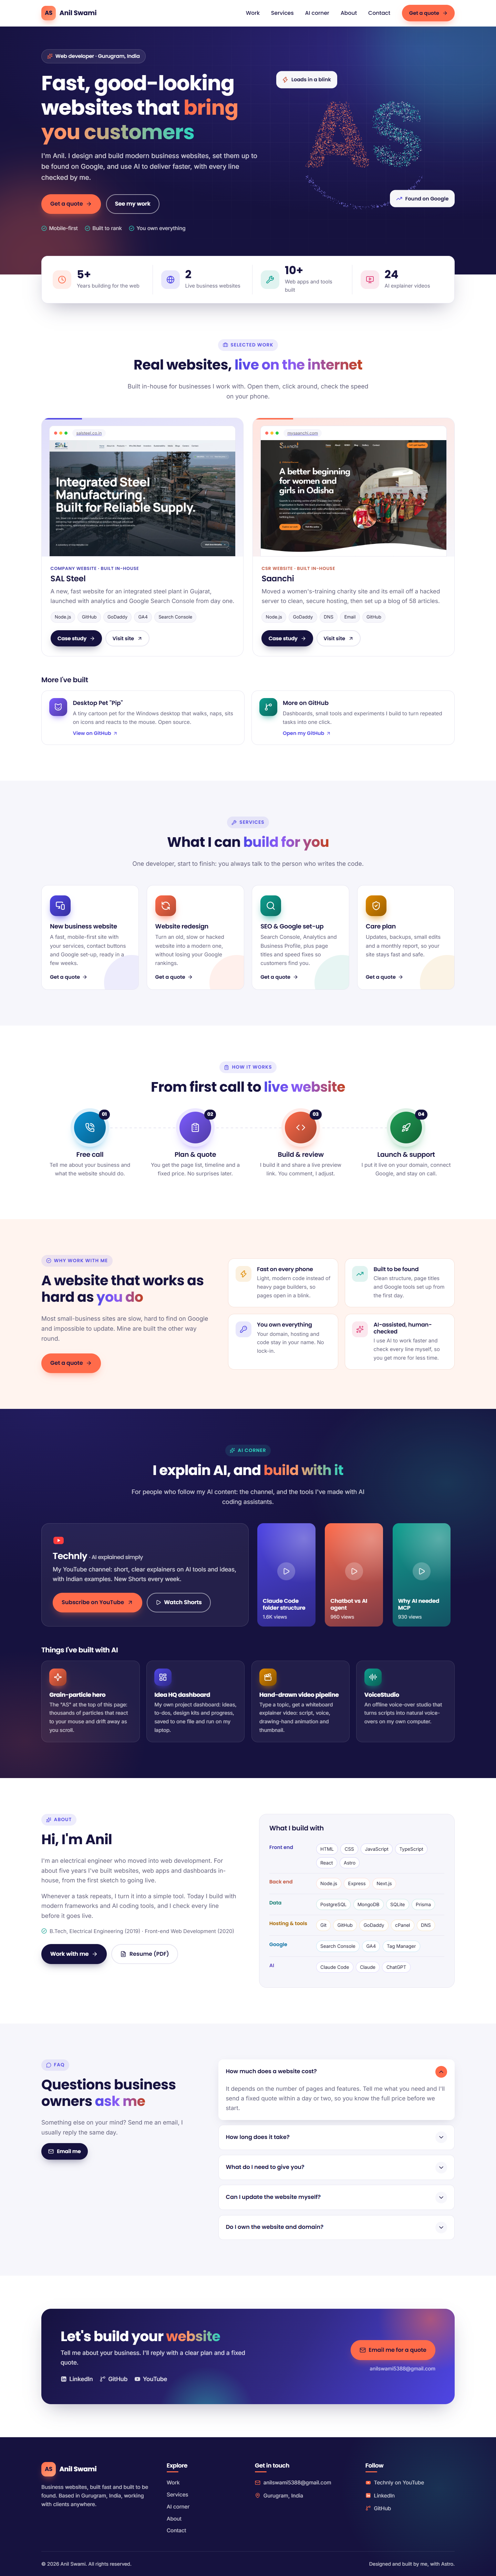 AS Anil Swami Work Services AI corner About Contact Get a quote
Web developer · Gurugram, India
Fast, good-looking
websites that bring
you customers
I'm Anil. I design and build modern business websites, set them up to
be found on Google, and use AI to deliver faster, with every line
checked by me.
Get a quote See my work
Mobile-first Built to rank You own everything
Loads in a blink
Found on Google
5+
Years building for the web
2
Live business websites
10+
Web apps and tools
built
24
AI explainer videos
SELECTED WORK
Real websites, live on the internet
Built in-house for businesses I work with. Open them, click around, check the speed
on your phone.
salsteel.co.in
SAL
Integrated Steel
Manufacturing.
Built for Reliable Supply.
COMPANY WEBSITE · BUILT IN-HOUSE
SAL Steel
A new, fast website for an integrated steel plant in Gujarat,
launched with analytics and Google Search Console from day one.
Node.js GitHub GoDaddy GA4 Search Console
Case study Visit site
A better beginning
for women and
girls in Odisha
CSR WEBSITE · BUILT IN-HOUSE
Saanchi
Moved a women's-training charity site and its email off a hacked
server to clean, secure hosting, then set up a blog of 58 articles.
Node.js GoDaddy DNS Email GitHub
Case study Visit site
More I've built
Desktop Pet "Pip"
A tiny cartoon pet for the Windows desktop that walks, naps, sits
on icons and reacts to the mouse. Open source.
View on GitHub
More on GitHub
Dashboards, small tools and experiments I build to turn repeated
tasks into one click.
Open my GitHub
SERVICES
What I can build for you
One developer, start to finish: you always talk to the person who writes the code.
New business website
A fast, mobile-first site with
your services, contact buttons
and Google set-up, ready in a
few weeks.
Get a quote
Website redesign
Turn an old, slow or hacked
website into a modern one,
without losing your Google
rankings.
Get a quote
SEO & Google set-up
Search Console, Analytics and
Business Profile, plus page
titles and speed fixes so
customers find you.
Get a quote
Care plan
Updates, backups, small edits
and a monthly report, so your
site stays fast and safe.
Get a quote
HOW IT WORKS
From first call to live website
01
Free call
Tell me about your business and
what the website should do.
02
Plan & quote
You get the page list, timeline and a
fixed price. No surprises later.
03
Build & review
I build it and share a live preview
link. You comment, I adjust.
04
Launch & support
I put it live on your domain, connect
Google, and stay on call.
WHY WORK WITH ME
A website that works as
hard as you do
Most small-business sites are slow, hard to find on Google
and impossible to update. Mine are built the other way
round.
Get a quote
Fast on every phone
Light, modern code instead of
heavy page builders, so
pages open in a blink.
Built to be found
Clean structure, page titles
and Google tools set up from
the first day.
You own everything
Your domain, hosting and
code stay in your name. No
lock-in.
AI-assisted, human-
checked
I use AI to work faster and
check every line myself, so
you get more for less time.
AI CORNER
I explain AI, and build with it
For people who follow my AI content: the channel, and the tools I've made with AI
coding assistants.
Technly · AI explained simply
My YouTube channel: short, clear explainers on AI tools and ideas,
with Indian examples. New Shorts every week.
Subscribe on YouTube Watch Shorts
Claude Code
folder structure
1.6K views
Chatbot vs AI
agent
960 views
Why AI needed
MCP
930 views
Things I've built with AI
Grain-particle hero
The "AS" at the top of this page:
thousands of particles that react
to your mouse and drift away as
you scroll.
Idea HQ dashboard
My own project dashboard: ideas,
to-dos, design kits and progress,
saved to one file and run on my
laptop.
Hand-drawn video pipeline
Type a topic, get a whiteboard
explainer video: script, voice,
drawing-hand animation and
thumbnail.
VoiceStudio
An offline voice-over studio that
turns scripts into natural voice-
overs on my own computer.
ABOUT
Hi, I'm Anil
I'm an electrical engineer who moved into web development. For
about five years I've built websites, web apps and dashboards in-
house, from the first sketch to going live.
Whenever a task repeats, I turn it into a simple tool. Today I build with
modern frameworks and AI coding tools, and I check every line
before it goes live.
B.Tech, Electrical Engineering (2019) · Front-end Web Development (2020)
Work with me Resume (PDF)
What I build with
Front end HTML CSS JavaScript TypeScript
React Astro
Back end Node.js Express Next.js
Data PostgreSQL MongoDB SQLite Prisma
Hosting & tools Git GitHub GoDaddy cPanel DNS
Google Search Console GA4 Tag Manager
AI Claude Code Claude ChatGPT
FAQ
Questions business
owners ask me
Something else on your mind? Send me an email, I
usually reply the same day.
Email me
How much does a website cost?
It depends on the number of pages and features. Tell me what you need and I'll
send a fixed quote within a day or two, so you know the full price before we
start.
How long does it take?
What do I need to give you?
Can I update the website myself?
Do I own the website and domain?
Let's build your website
Tell me about your business. I'll reply with a clear plan and a fixed
quote.
LinkedIn GitHub YouTube
Email me for a quote
anilswami5388@gmail.com
AS Anil Swami
Business websites, built fast and built to be
found. Based in Gurugram, India, working
with clients anywhere.
Explore
Work
Services
AI corner
About
Contact
Get in touch
anilswami5388@gmail.com
Gurugram, India
Follow
Technly on YouTube
LinkedIn
GitHub
© 2026 Anil Swami. All rights reserved.
Designed and built by me, with Astro.